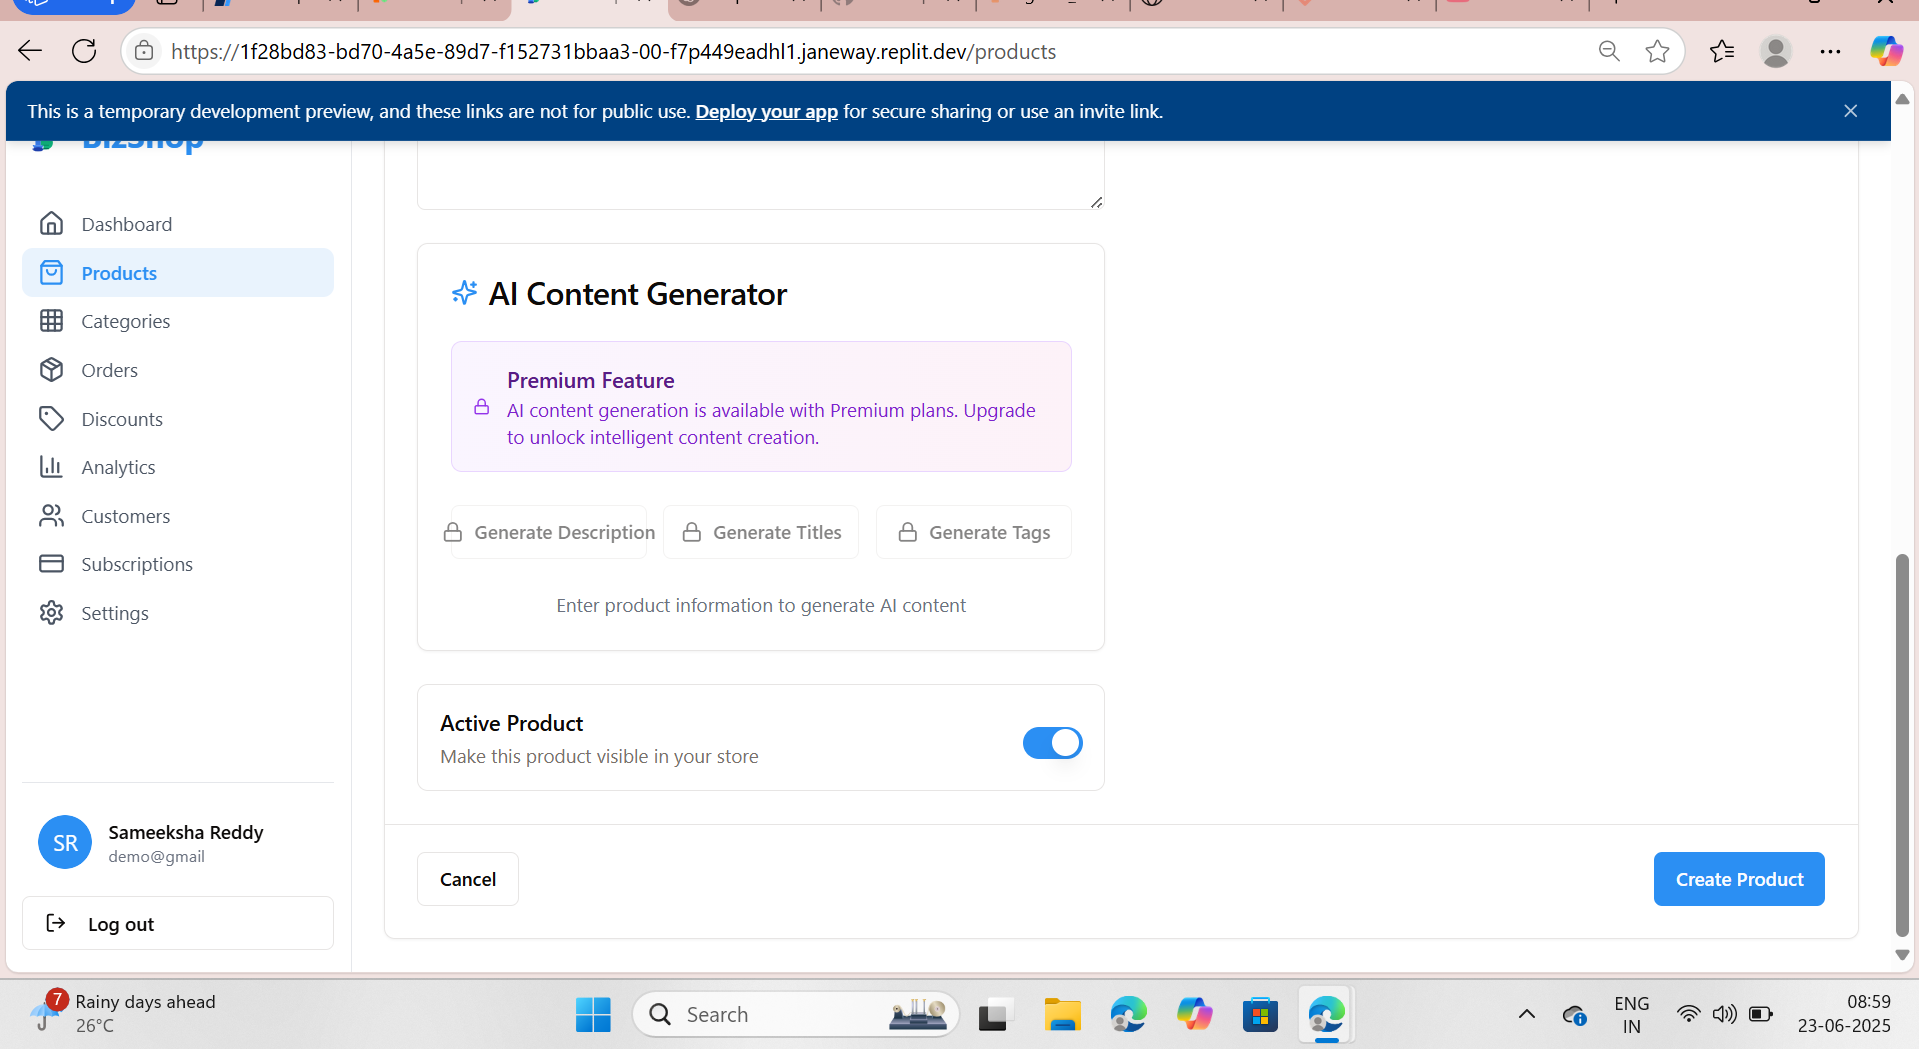 https://1f28bd83-bd70-4a5e-89d7-f152731bbaa3-00-f7p449eadhl1.janeway.replit.dev/products
This is a temporary development preview, and these links are not for public use. Deploy your app for secure sharing or use an invite link.
BizShop
Dashboard
Products
Categories
Orders
Discounts
Analytics
Customers
Subscriptions
Settings
Sameeksha Reddy
SR
demo@gmail
Log out
AI Content Generator
Premium Feature
AI content generation is available with Premium plans. Upgrade
to unlock intelligent content creation.
Generate Description
Generate Titles
Generate Tags
Enter product information to generate AI content
Active Product
Make this product visible in your store
Cancel
Create Product
7
Rainy days ahead
26°C
Search
ENG
IN
08:59
23-06-2025